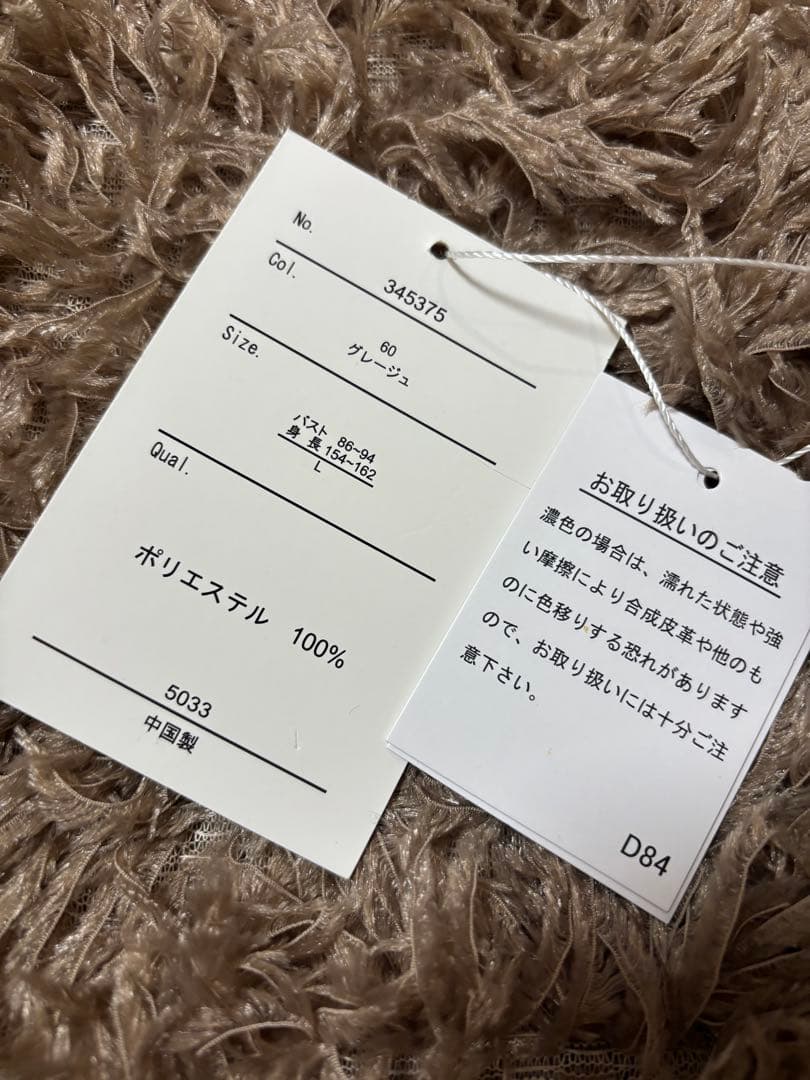 No.
345375
Col.
60
グレージュ
Size.
バスト 86~94
身 長 154~162
L
Qual.
ポリエステル 100%
5033
中国製
お取り扱いのご注意
濃色の場合は、濡れた状態や強
い摩擦により合成皮革や他のも
のに色移りする恐れがあります
ので、お取り扱いには十分ご注
意下さい。
D84